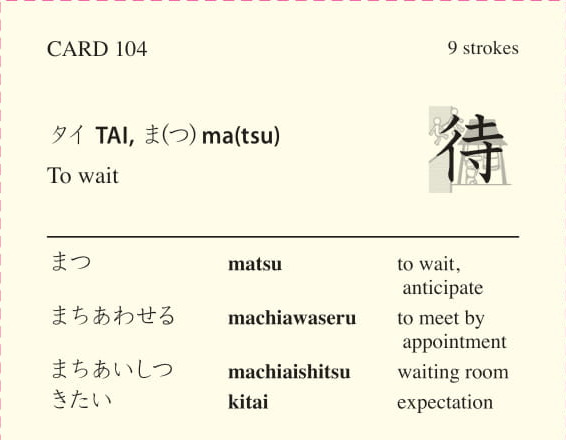 CARD 104
9 strokes
タイ TAI, ま(つ) ma(tsu)
To wait
待
まつ matsu to wait,
anticipate
まちあわせる machiawaseru to meet by
appointment
まちあいしつ machiaishitsu waiting room
きたい kitai expectation